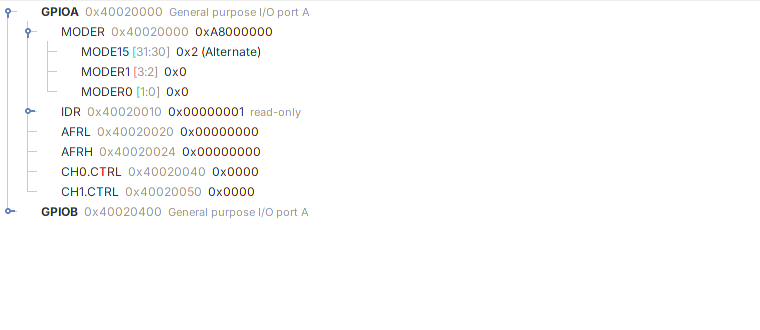 GPIOA 0x40020000 General purpose I/O port A
MODER 0x40020000 0xA8000000
MODE15 [31:30] 0x2 (Alternate)
MODER1 [3:2] 0x0
MODER0 [1:0] 0x0
IDR 0x40020010 0x00000001 read-only
AFRL 0x40020020 0x00000000
AFRH 0x40020024 0x00000000
CH0.CTRL 0x40020040 0x0000
CH1.CTRL 0x40020050 0x0000
GPIOB 0x40020400 General purpose I/O port A